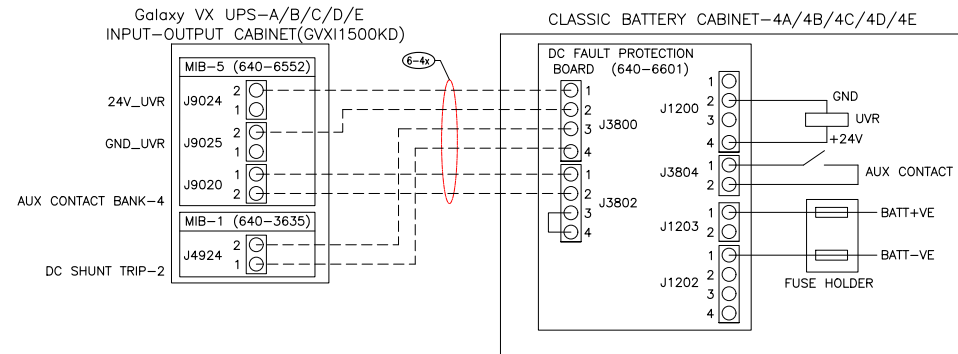 Galaxy VX UPS-A/B/C/D/E
INPUT-OUTPUT CABINET(GVXI1500KD)
CLASSIC BATTERY CABINET-4A/4B/4C/4D/4E
MIB-5 (640-6552)
24V_UVR
J9024
2
1
GND_UVR
J9025
2
1
AUX CONTACT BANK-4
J9020
1
2
MIB-1 (640-3635)
DC SHUNT TRIP-2
J4924
2
1
6-4x
DC FAULT PROTECTION
BOARD (640-6601)
J3800
1
2
3
4
J3802
1
2
3
4
J1200
1
2
3
4
GND
UVR
+24V
J3804
1
2
AUX CONTACT
J1203
1
2
BATT+VE
J1202
1
2
3
4
BATT-VE
FUSE HOLDER